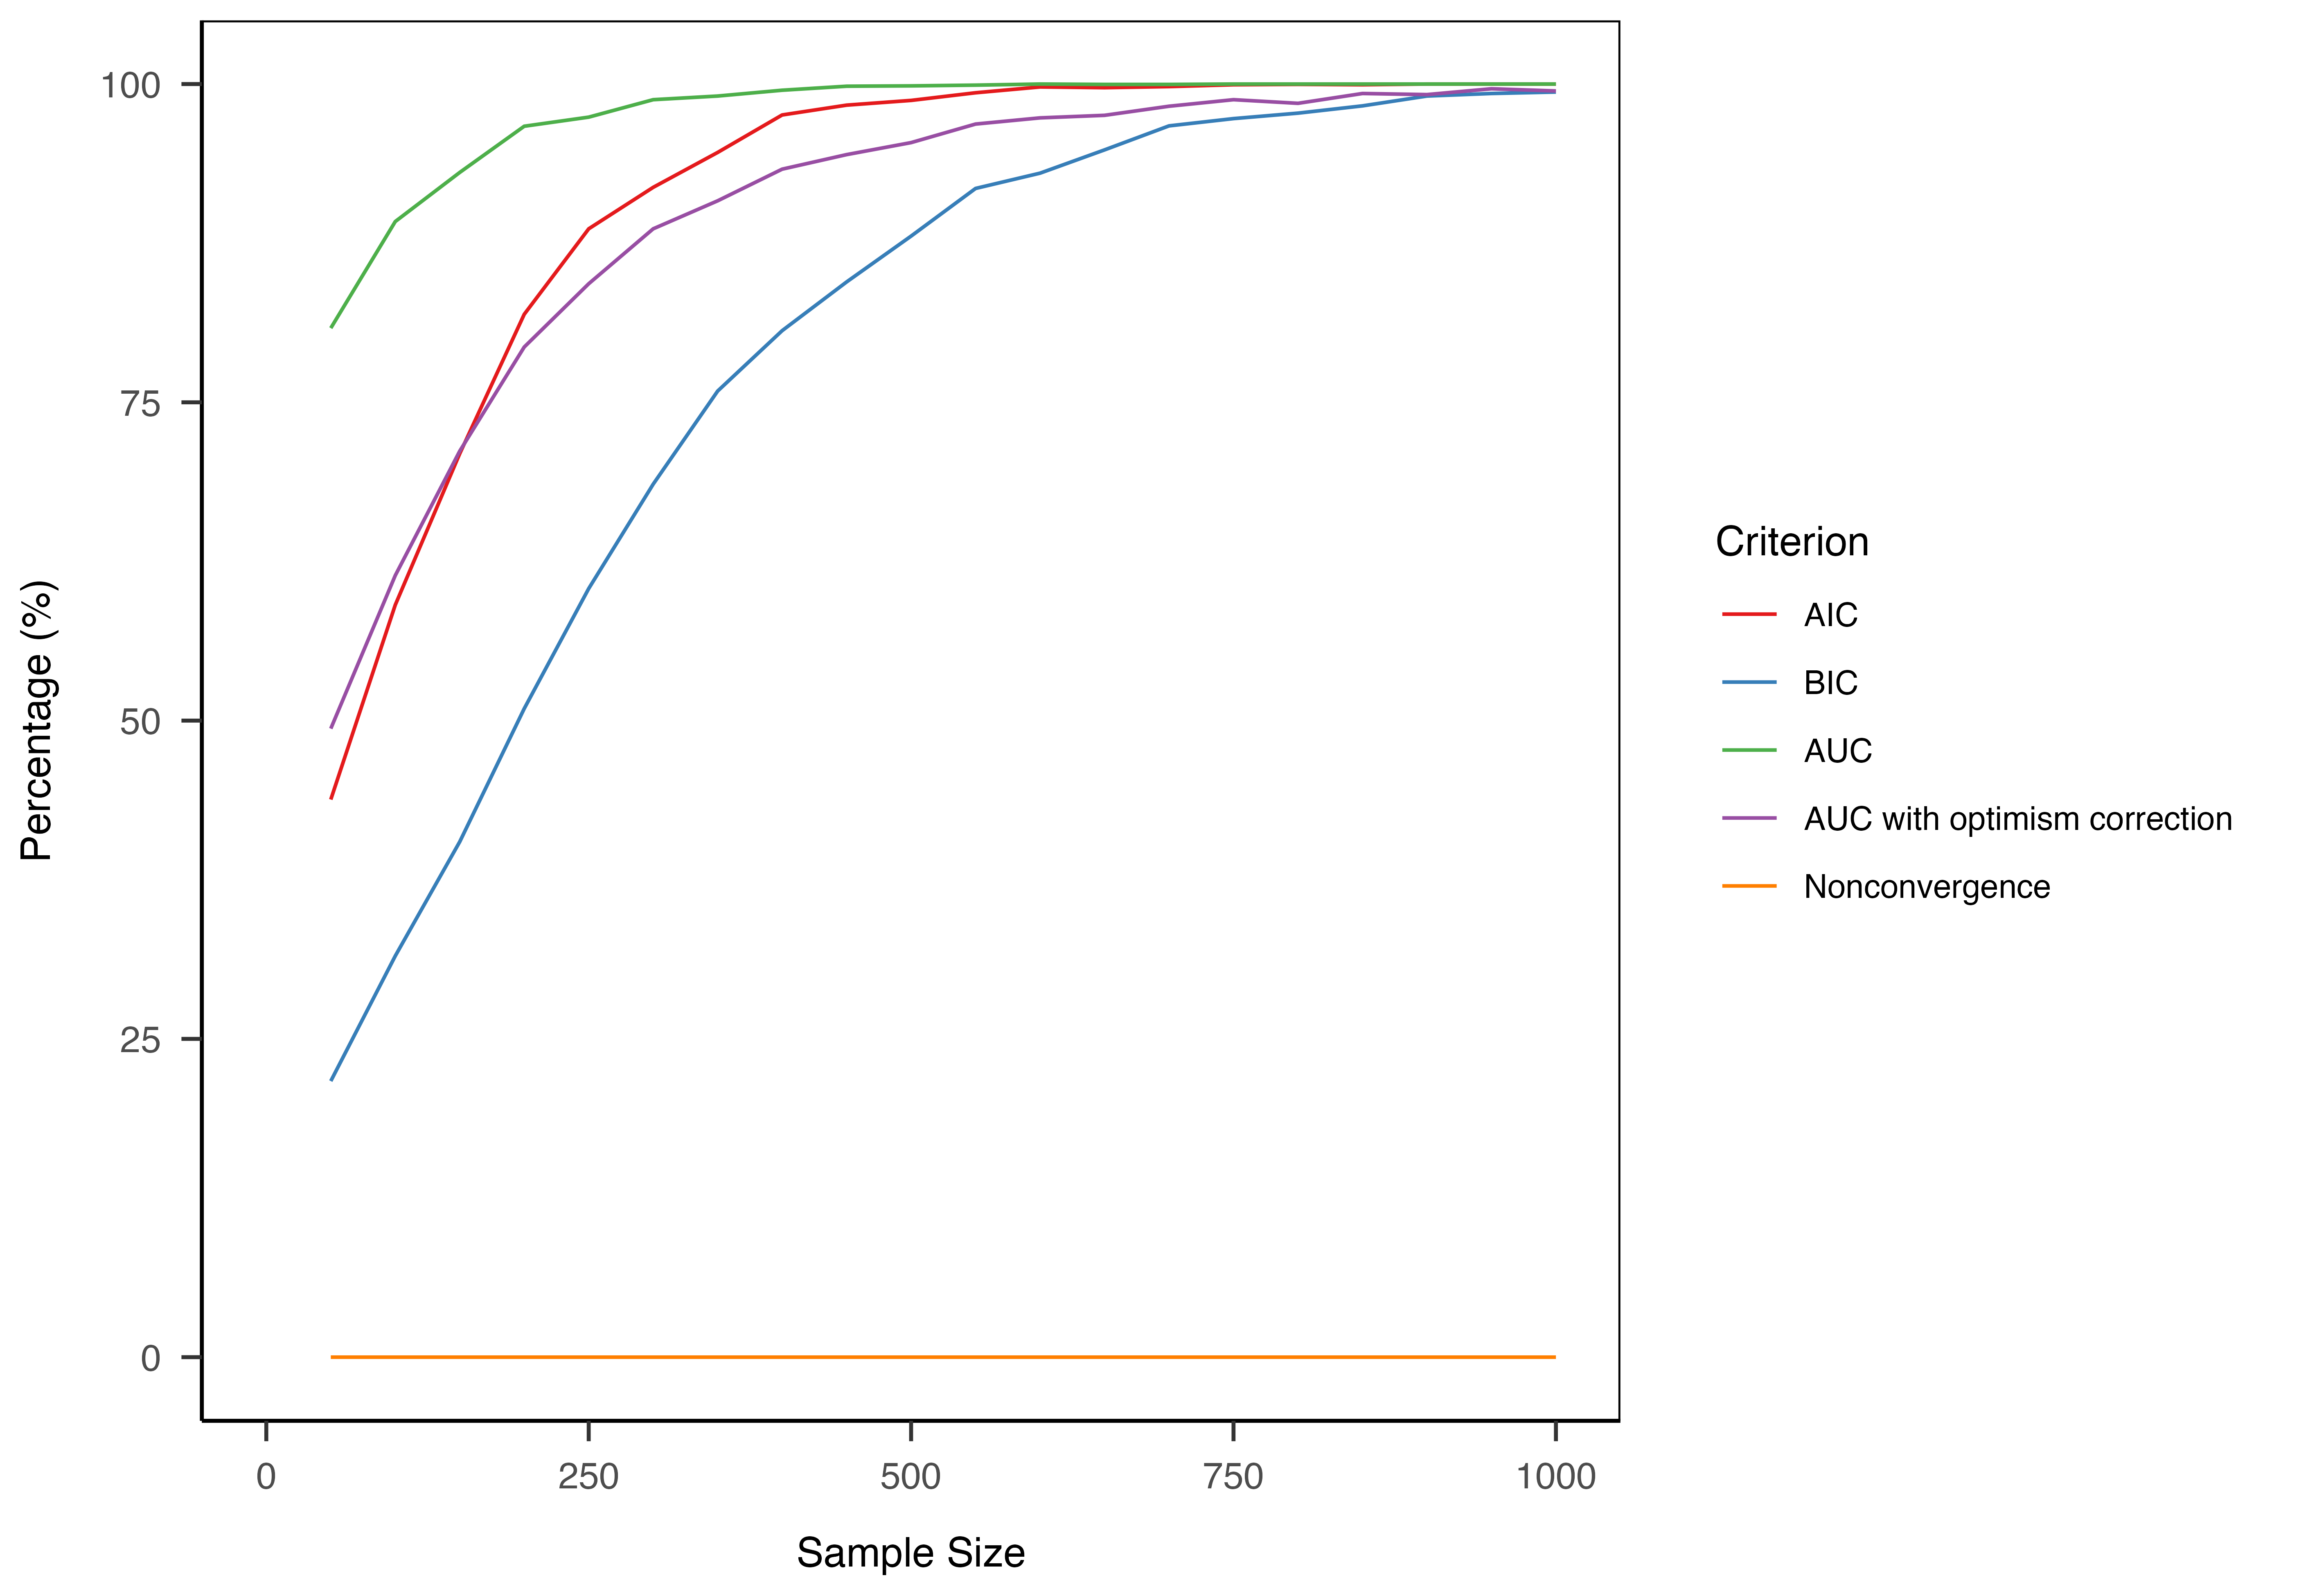 100
75
50
25
0
Percentage (%)
0 250 500 750 1000
Sample Size
Criterion
AIC
BIC
AUC
AUC with optimism correction
Nonconvergence